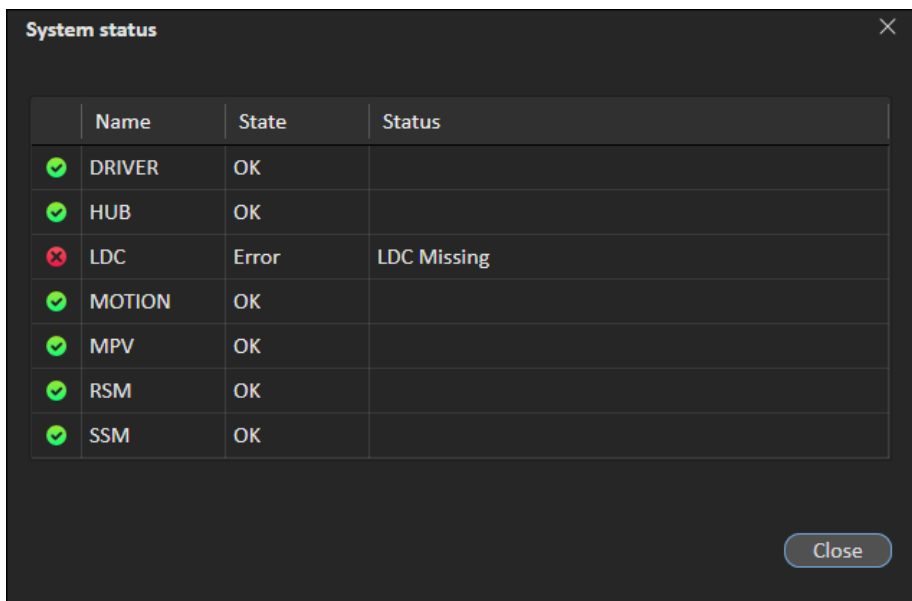 System status
Name State Status
DRIVER OK
HUB OK
LDC Error LDC Missing
MOTION OK
MPV OK
RSM OK
SSM OK
Close